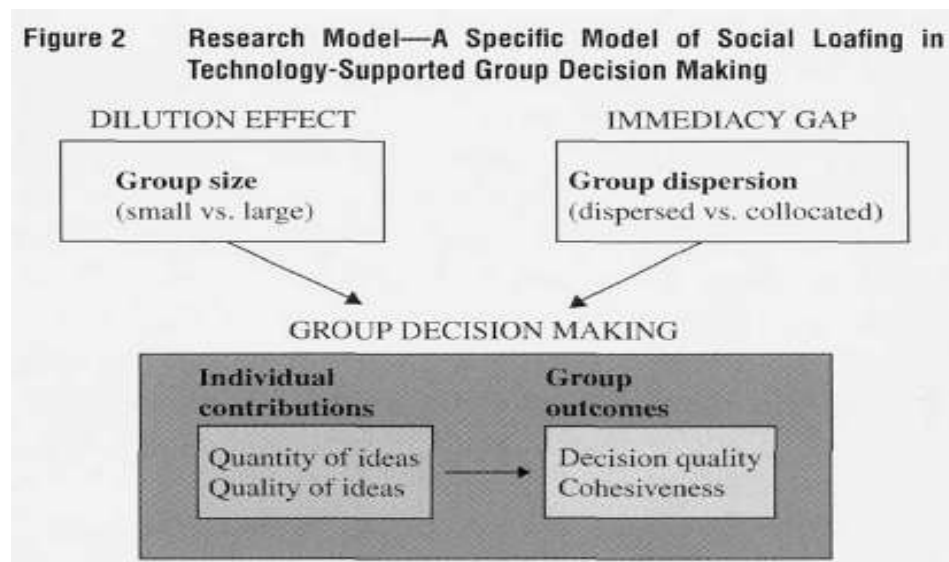 Figure 2 Research Model—A Specific Model of Social Loafing in
Technology-Supported Group Decision Making
DILUTION EFFECT
Group size
(small vs. large)
IMMEDIACY GAP
Group dispersion
(dispersed vs. collocated)
GROUP DECISION MAKING
Individual
contributions
Quantity of ideas
Quality of ideas
Group
outcomes
Decision quality
Cohesiveness